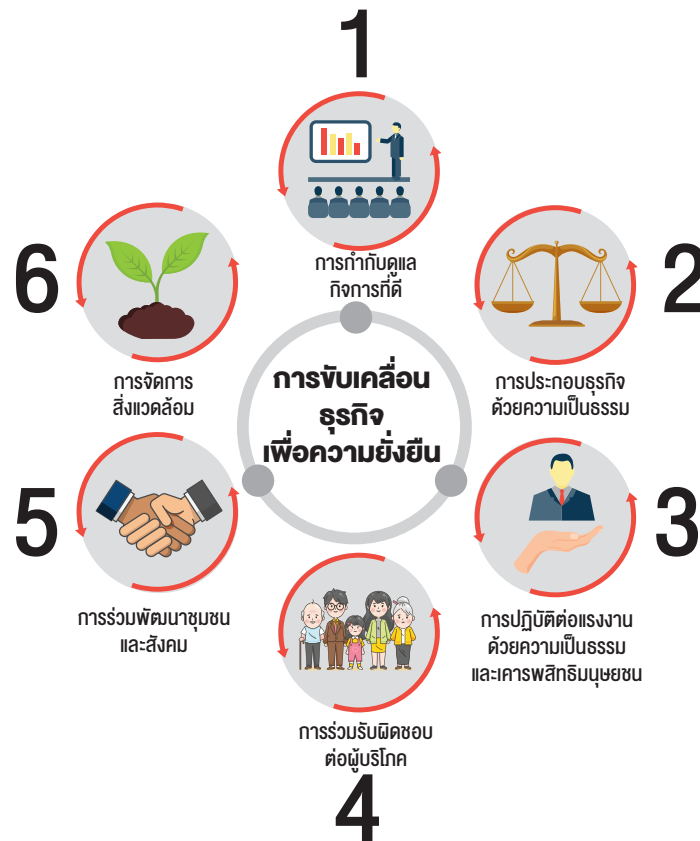 1
การกำกับดูแล
กิจการที่ดี
2
การประกอบธุรกิจ
ด้วยความเป็นธรรม
3
การปฏิบัติต่อแรงงาน
ด้วยความเป็นธรรม
และเคารพสิทธิมนุษยชน
4
การร่วมรับผิดชอบ
ต่อผู้บริโภค
5
การร่วมพัฒนาชุมชน
และสังคม
6
การจัดการ
สิ่งแวดล้อม
การขับเคลื่อน
ธุรกิจ
เพื่อความยั่งยืน